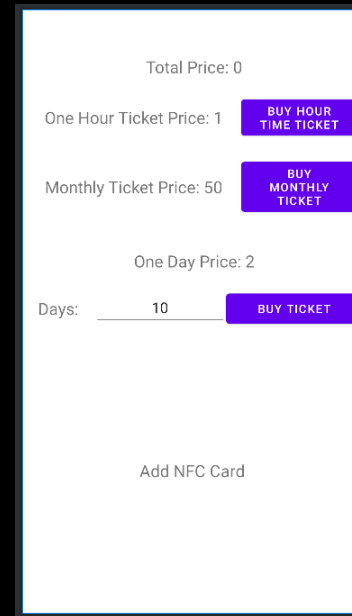 Total Price: 0
One Hour Ticket Price: 1
BUY HOUR
TIME TICKET
Monthly Ticket Price: 50
BUY
MONTHLY
TICKET
One Day Price: 2
Days:
10
BUY TICKET
Add NFC Card